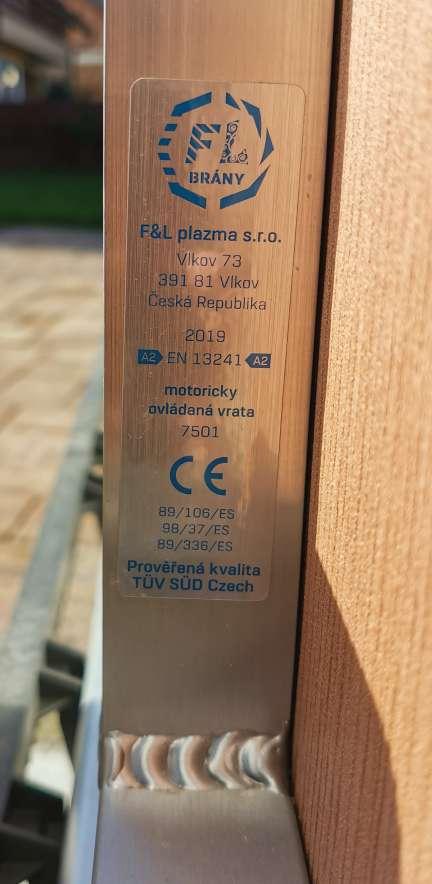 FL
BRÁNY
F&L plazma s.r.o.
Vlkov 73
391 81 Vlkov
Česká Republika
2019
A2 EN 13241 A2
motoricky
ovládaná vrata
7501
CE
89/106/ES
98/37/ES
89/336/ES
Prověřená kvalita
TÜV SÜD Czech